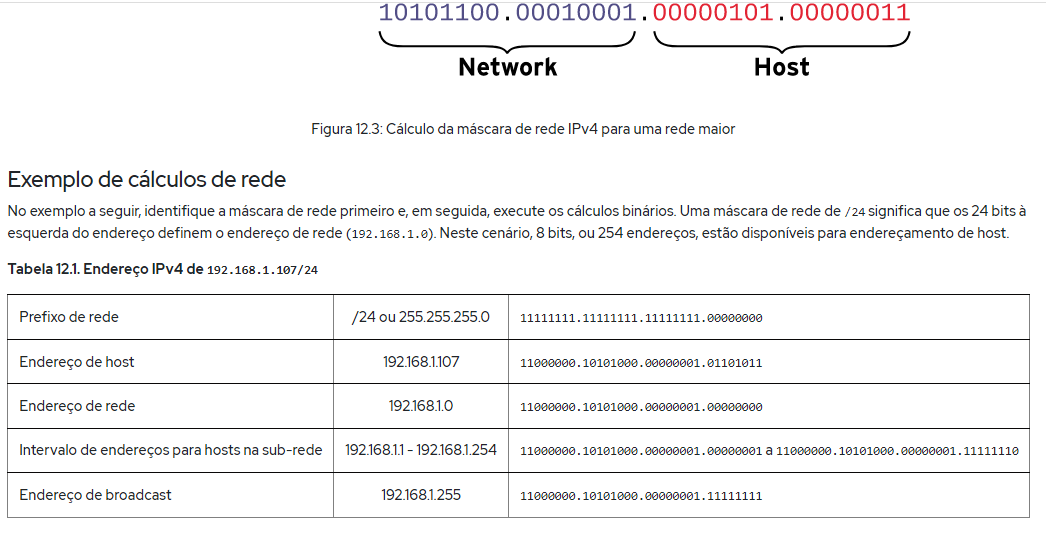 10101100.00010001.00000101.00000011
Network Host
Figura 12.3: Cálculo da máscara de rede IPv4 para uma rede maior
Exemplo de cálculos de rede
No exemplo a seguir, identifique a máscara de rede primeiro e, em seguida, execute os cálculos binários. Uma máscara de rede de /24 significa que os 24 bits à
esquerda do endereço definem o endereço de rede (192.168.1.0). Neste cenário, 8 bits, ou 254 endereços, estão disponíveis para endereçamento de host.
Tabela 12.1. Endereço IPv4 de 192.168.1.107/24
Prefixo de rede /24 ou 255.255.255.0 11111111.11111111.11111111.00000000
Endereço de host 192.168.1.107 11000000.10101000.00000001.01101011
Endereço de rede 192.168.1.0 11000000.10101000.00000001.00000000
Intervalo de endereços para hosts na sub-rede 192.168.1.1 - 192.168.1.254 11000000.10101000.00000001.00000001 a 11000000.10101000.00000001.11111110
Endereço de broadcast 192.168.1.255 11000000.10101000.00000001.11111111